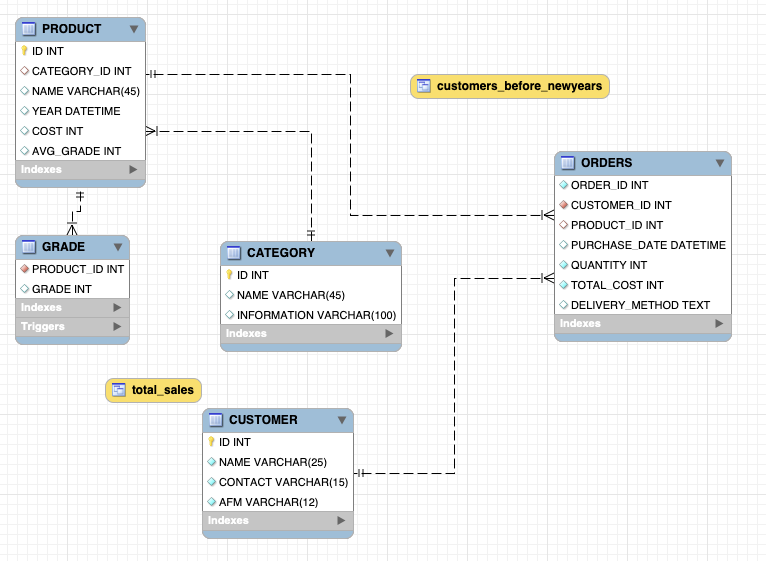 PRODUCT
ID INT
CATEGORY_ID INT
NAME VARCHAR(45)
YEAR DATETIME
COST INT
AVG_GRADE INT
Indexes
customers_before_newyears
ORDERS
ORDER_ID INT
CUSTOMER_ID INT
PRODUCT_ID INT
PURCHASE_DATE DATETIME
QUANTITY INT
TOTAL_COST INT
DELIVERY_METHOD TEXT
Indexes
GRADE
PRODUCT_ID INT
GRADE INT
Indexes
Triggers
CATEGORY
ID INT
NAME VARCHAR(45)
INFORMATION VARCHAR(100)
Indexes
total_sales
CUSTOMER
ID INT
NAME VARCHAR(25)
CONTACT VARCHAR(15)
AFM VARCHAR(12)
Indexes